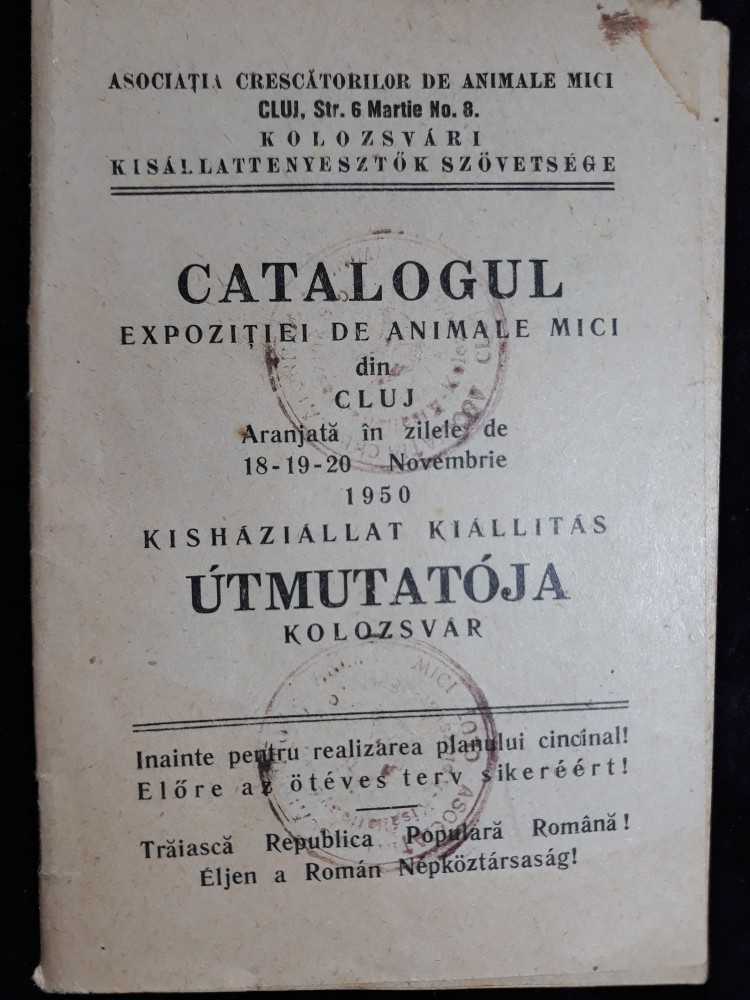 ASOCIAȚIA CRESCĂTORILOR DE ANIMALE MICI
CLUJ, Str. 6 Martie No. 8.
KOLOZSVÁRI
KISÁLLATTENYESZTŐK SZÖVETSÉGE
CATALOGUL
EXPOZIȚIEI DE ANIMALE MICI
din
CLUJ
Aranjată în zilele de
18-19-20 Novembrie
1950
KISHÁZIÁLLAT KIÁLLITÁS
ÚTMUTATÓJA
KOLOZSVÁR
Inainte pentru realizarea planului cincinal!
Előre az ötéves terv sikeréért!
Trăiască Republica Populară Română!
Éljen a Román Népköztársaság!